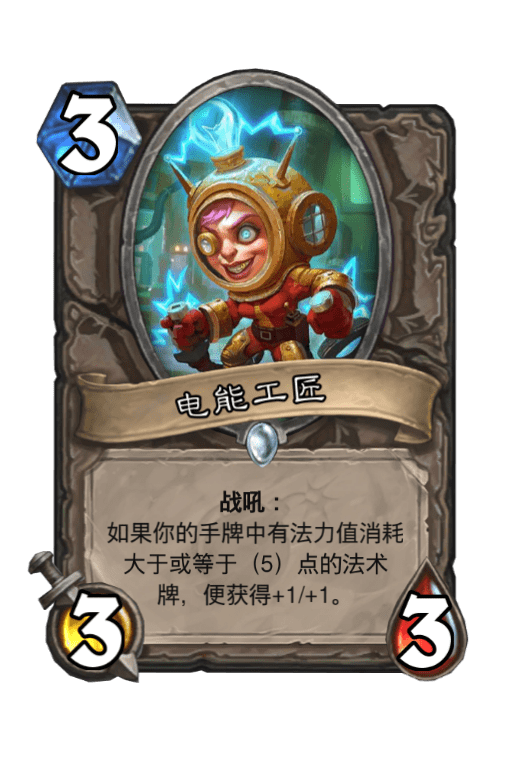 3
电能工匠
战吼：
如果你的手牌中有法力值消耗
大于或等于（5）点的法术
牌，便获得+1/+1。
3
3